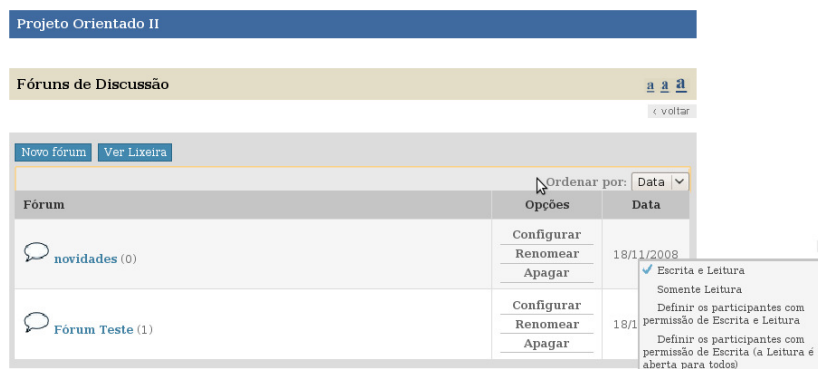 Projeto Orientado II
Fóruns de Discussão
a a a
‹ voltar
Novo fórum Ver Lixeira
Ordenar por: Data
Fórum Opções Data
novidades (0)
Configurar
Renomear
Apagar
18/11/2008
Fórum Teste (1)
Configurar
Renomear
Apagar
18/1
Escrita e Leitura
Somente Leitura
Definir os participantes com
permissão de Escrita e Leitura
Definir os participantes com
permissão de Escrita (a Leitura é
aberta para todos)